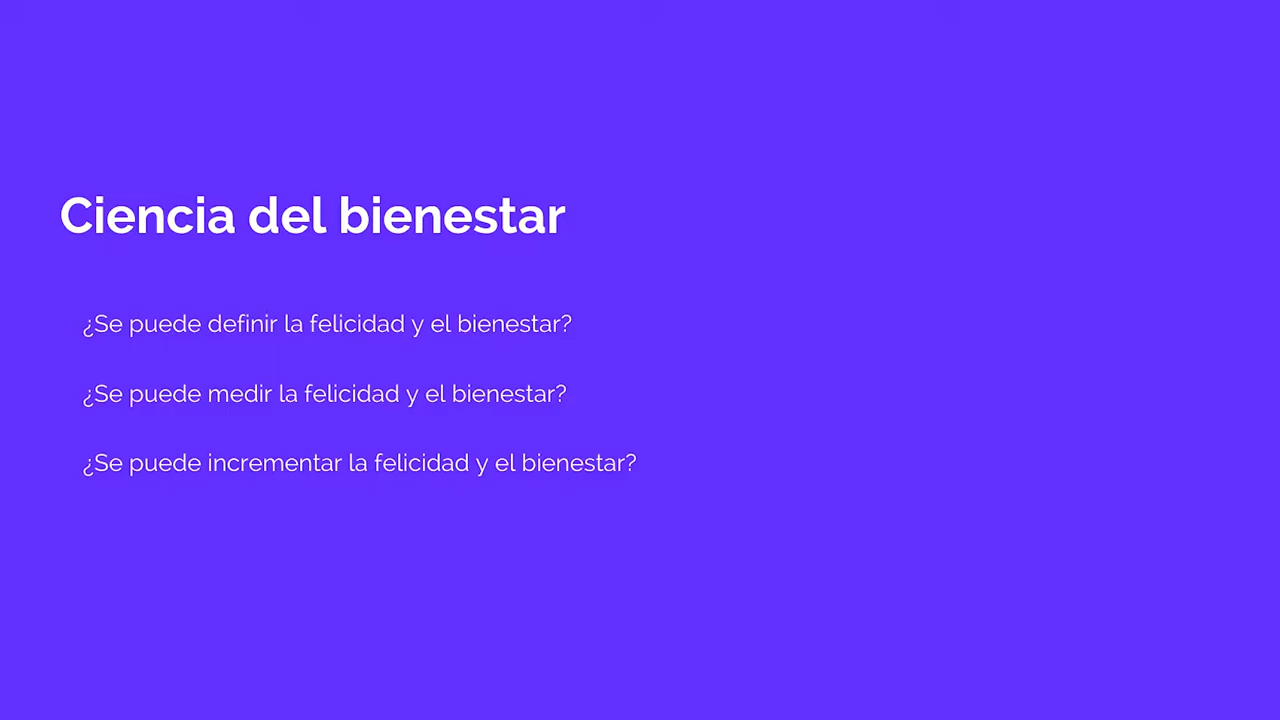 Ciencia del bienestar
¿Se puede definir la felicidad y el bienestar?
¿Se puede medir la felicidad y el bienestar?
¿Se puede incrementar la felicidad y el bienestar?